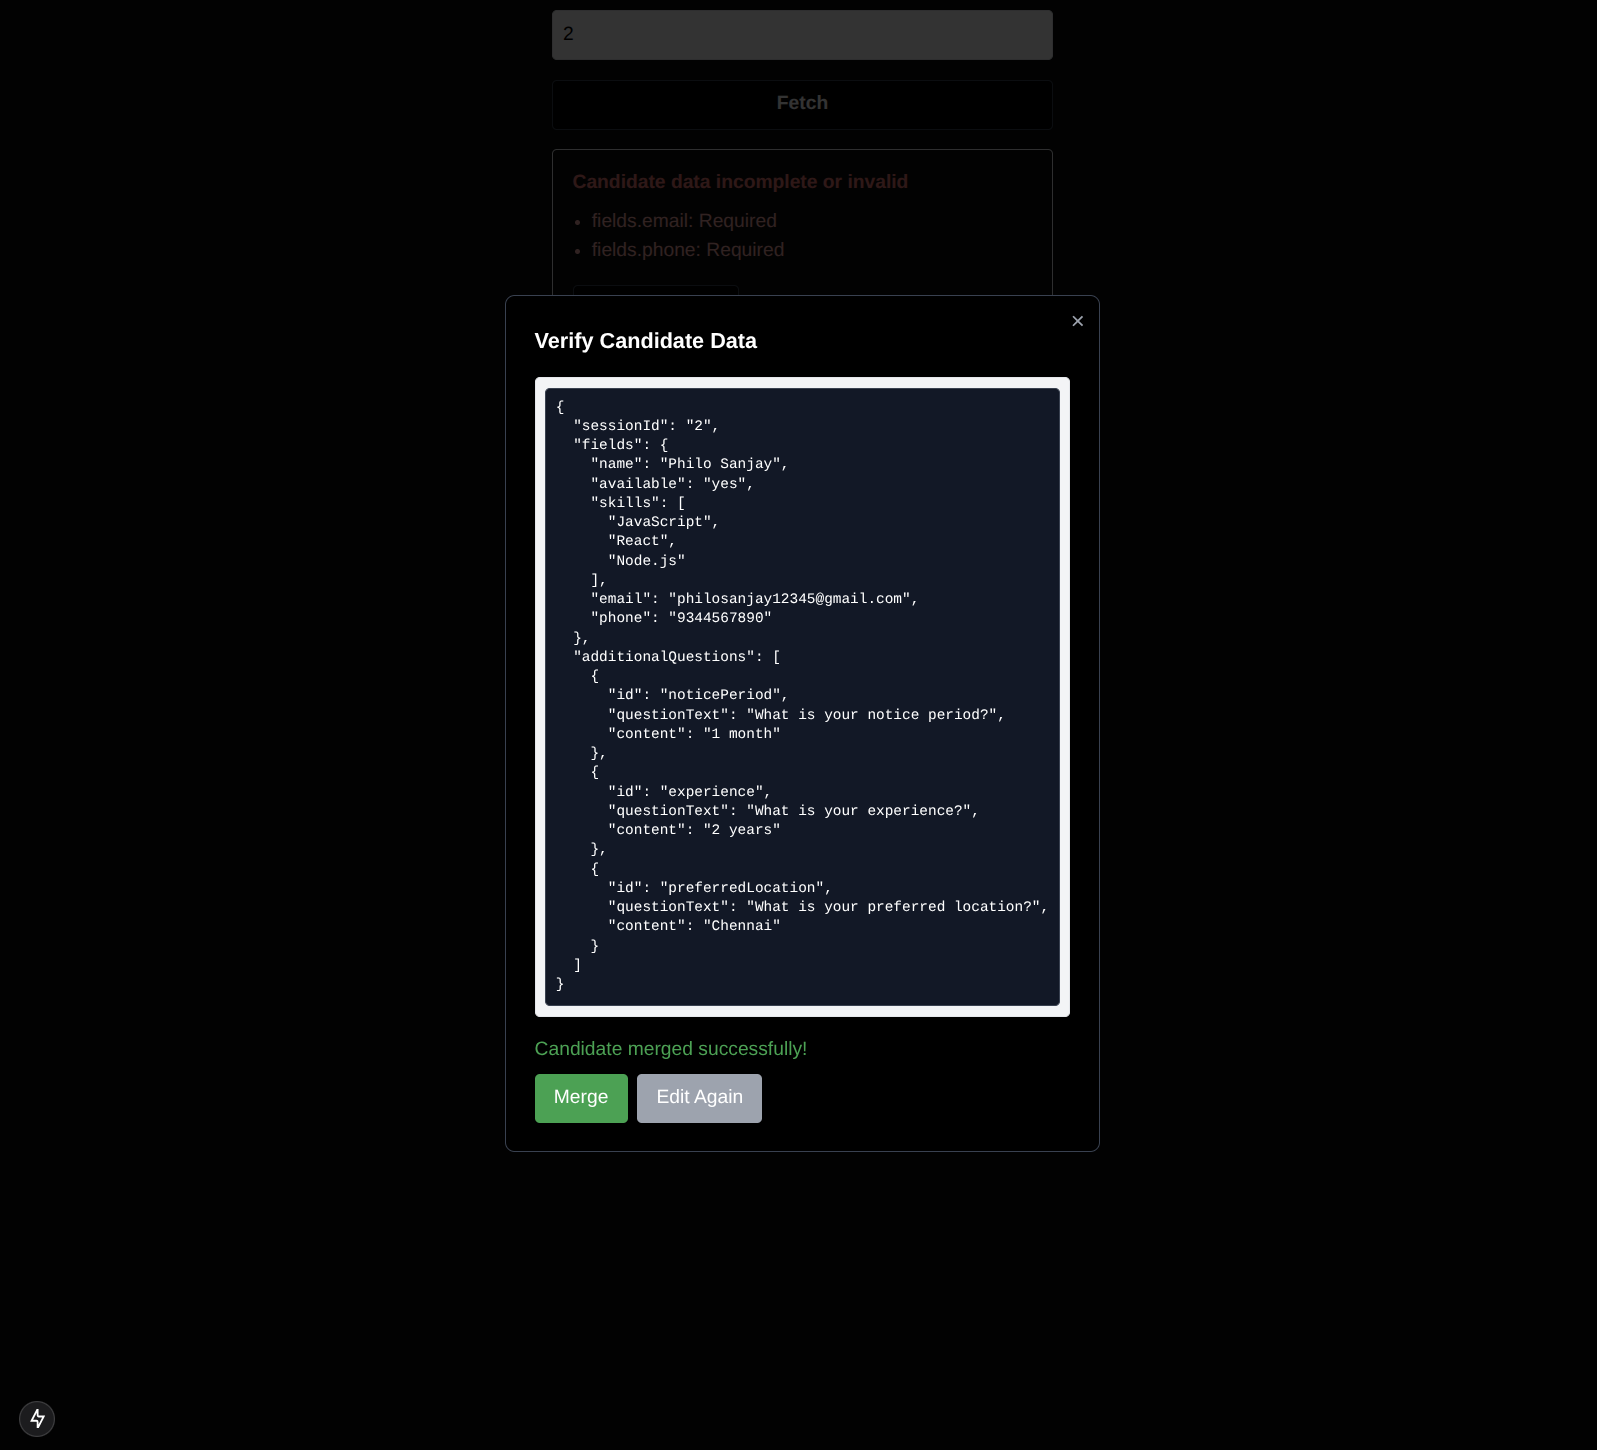 2
Fetch
Candidate data incomplete or invalid
• fields.email: Required
• fields.phone: Required
×
Verify Candidate Data
{
  "sessionId": "2",
  "fields": {
    "name": "Philo Sanjay",
    "available": "yes",
    "skills": [
      "JavaScript",
      "React",
      "Node.js"
    ],
    "email": "philosanjay12345@gmail.com",
    "phone": "9344567890"
  },
  "additionalQuestions": [
    {
      "id": "noticePeriod",
      "questionText": "What is your notice period?",
      "content": "1 month"
    },
    {
      "id": "experience",
      "questionText": "What is your experience?",
      "content": "2 years"
    },
    {
      "id": "preferredLocation",
      "questionText": "What is your preferred location?",
      "content": "Chennai"
    }
  ]
}
Candidate merged successfully!
Merge
Edit Again